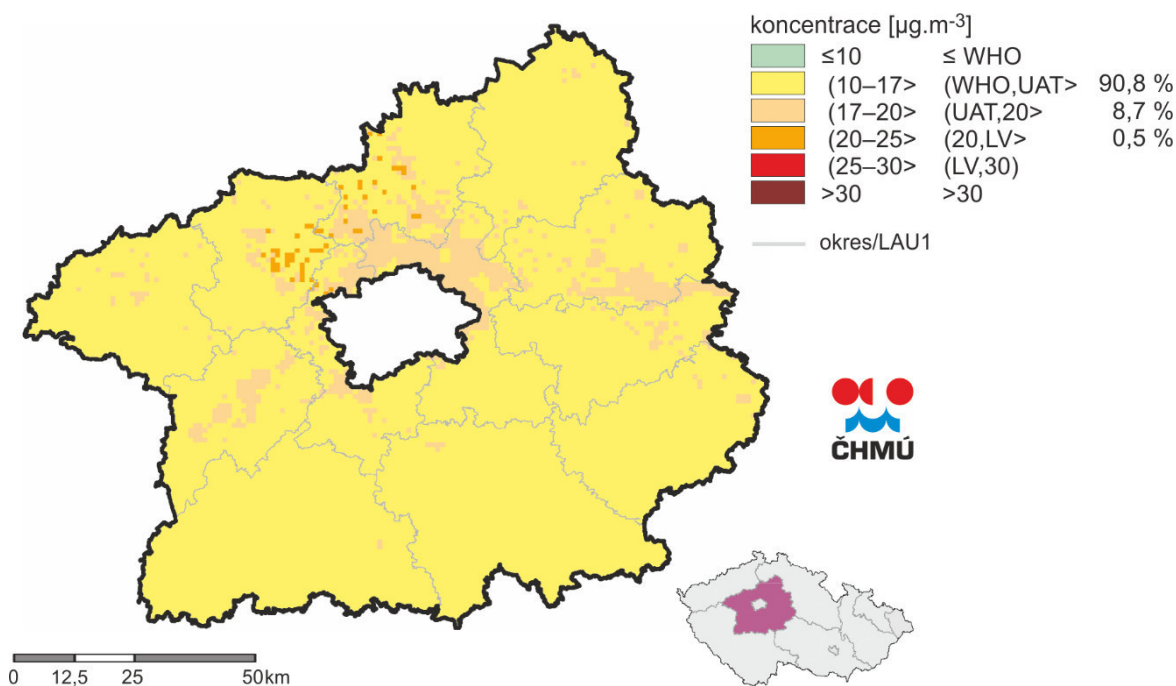 koncentrace [µg.m-3]
≤10 ≤ WHO
(10–17> (WHO,UAT> 90,8 %
(17–20> (UAT,20> 8,7 %
(20–25> (20,LV> 0,5 %
(25–30> (LV,30)
>30 >30
okres/LAU1
ČHMÚ
0 12,5 25 50km